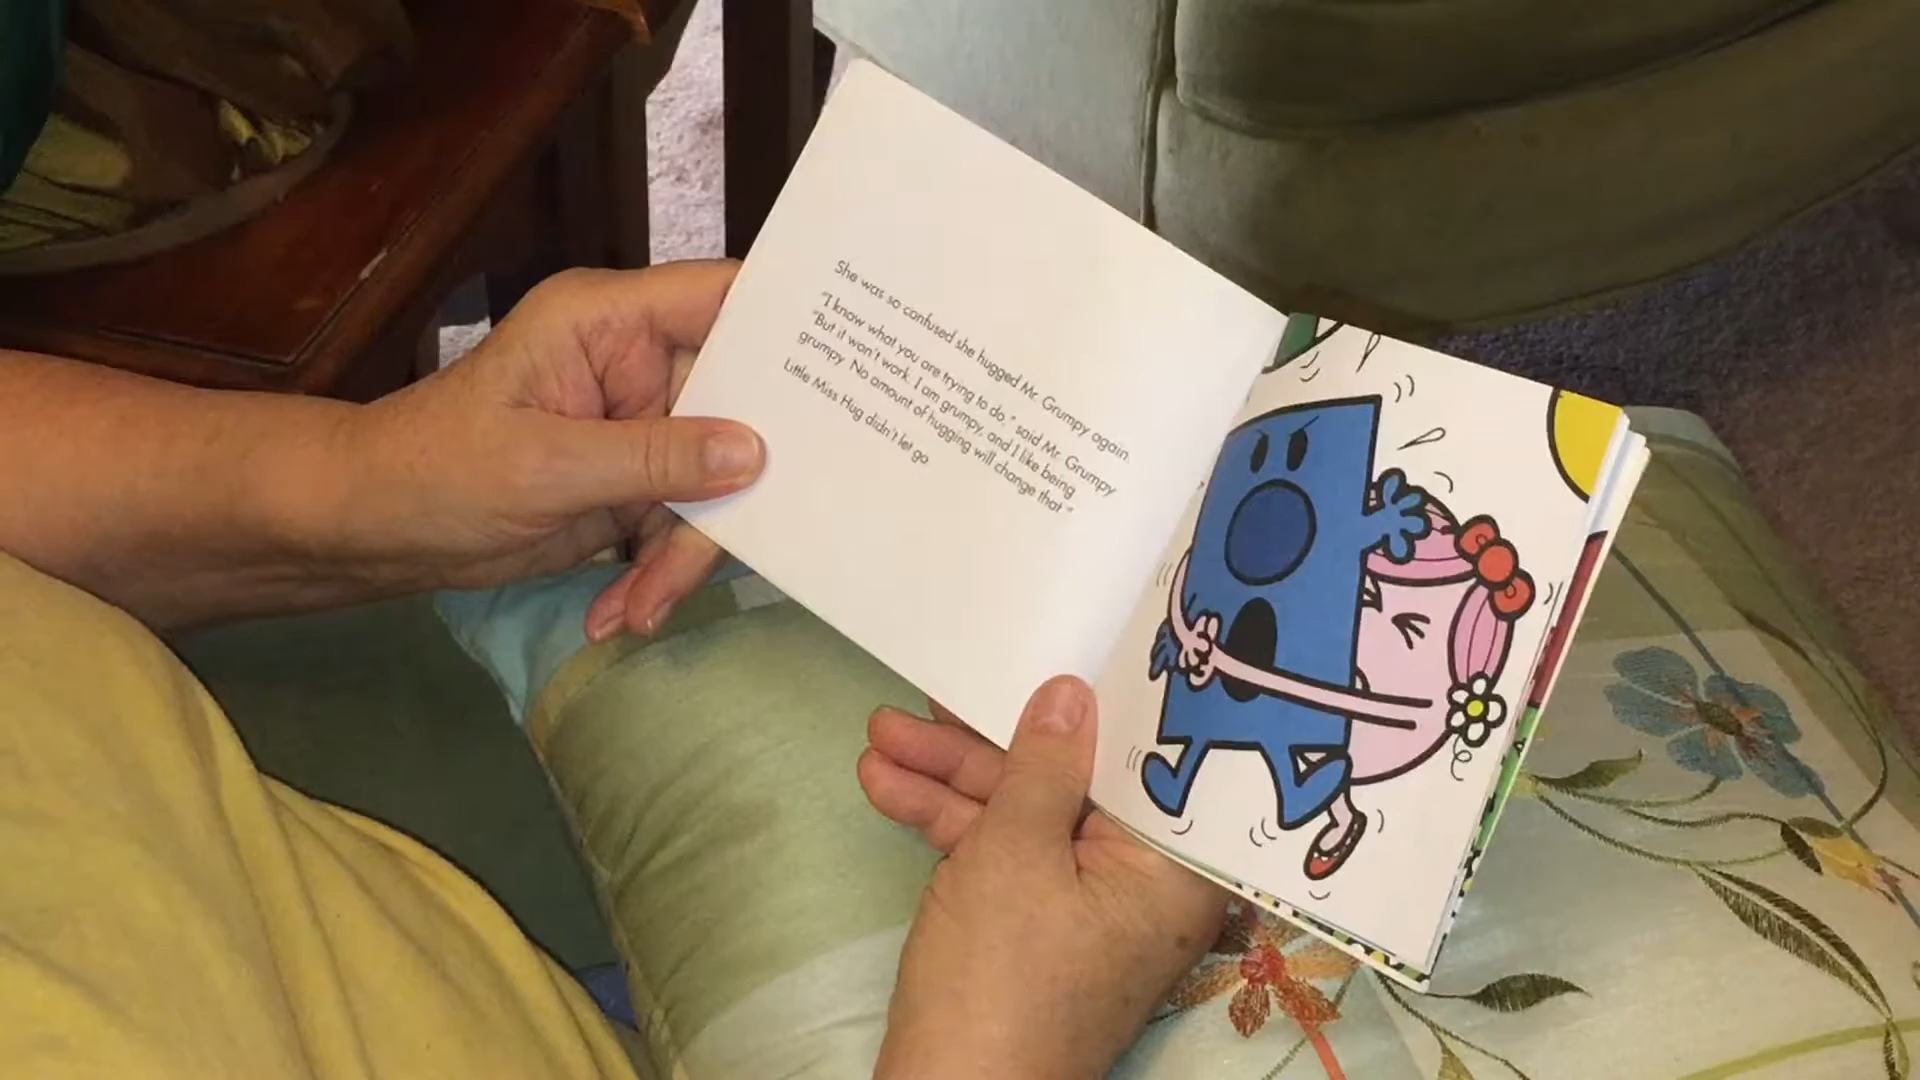 She was so confused she hugged Mr. Grumpy again.
"I know what you are trying to do," said Mr. Grumpy
"But it won't work. I am grumpy, and I like being
grumpy. No amount of hugging will change that."
Little Miss Hug didn't let go